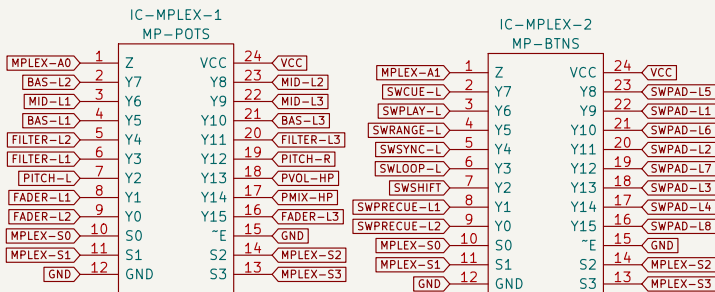 IC-MPLEX-1
MP-POTS
MPLEX-A0 1 Z VCC 24 VCC
BAS-L2 2 Y7 Y8 23 MID-L2
MID-L1 3 Y6 Y9 22 MID-L3
BAS-L1 4 Y5 Y10 21 BAS-L3
FILTER-L2 5 Y4 Y11 20 FILTER-L3
FILTER-L1 6 Y3 Y12 19 PITCH-R
PITCH-L 7 Y2 Y13 18 PVOL-HP
FADER-L1 8 Y1 Y14 17 PMIX-HP
FADER-L2 9 Y0 Y15 16 FADER-L3
MPLEX-S0 10 S0 ~E 15 GND
MPLEX-S1 11 S1 S2 14 MPLEX-S2
GND 12 GND S3 13 MPLEX-S3
IC-MPLEX-2
MP-BTNS
MPLEX-A1 1 Z VCC 24 VCC
SWCUE-L 2 Y7 Y8 23 SWPAD-L5
SWPLAY-L 3 Y6 Y9 22 SWPAD-L1
SWRANGE-L 4 Y5 Y10 21 SWPAD-L6
SWSYNC-L 5 Y4 Y11 20 SWPAD-L2
SWLOOP-L 6 Y3 Y12 19 SWPAD-L7
SWSHIFT 7 Y2 Y13 18 SWPAD-L3
SWPRECUE-L1 8 Y1 Y14 17 SWPAD-L4
SWPRECUE-L2 9 Y0 Y15 16 SWPAD-L8
MPLEX-S0 10 S0 ~E 15 GND
MPLEX-S1 11 S1 S2 14 MPLEX-S2
GND 12 GND S3 13 MPLEX-S3